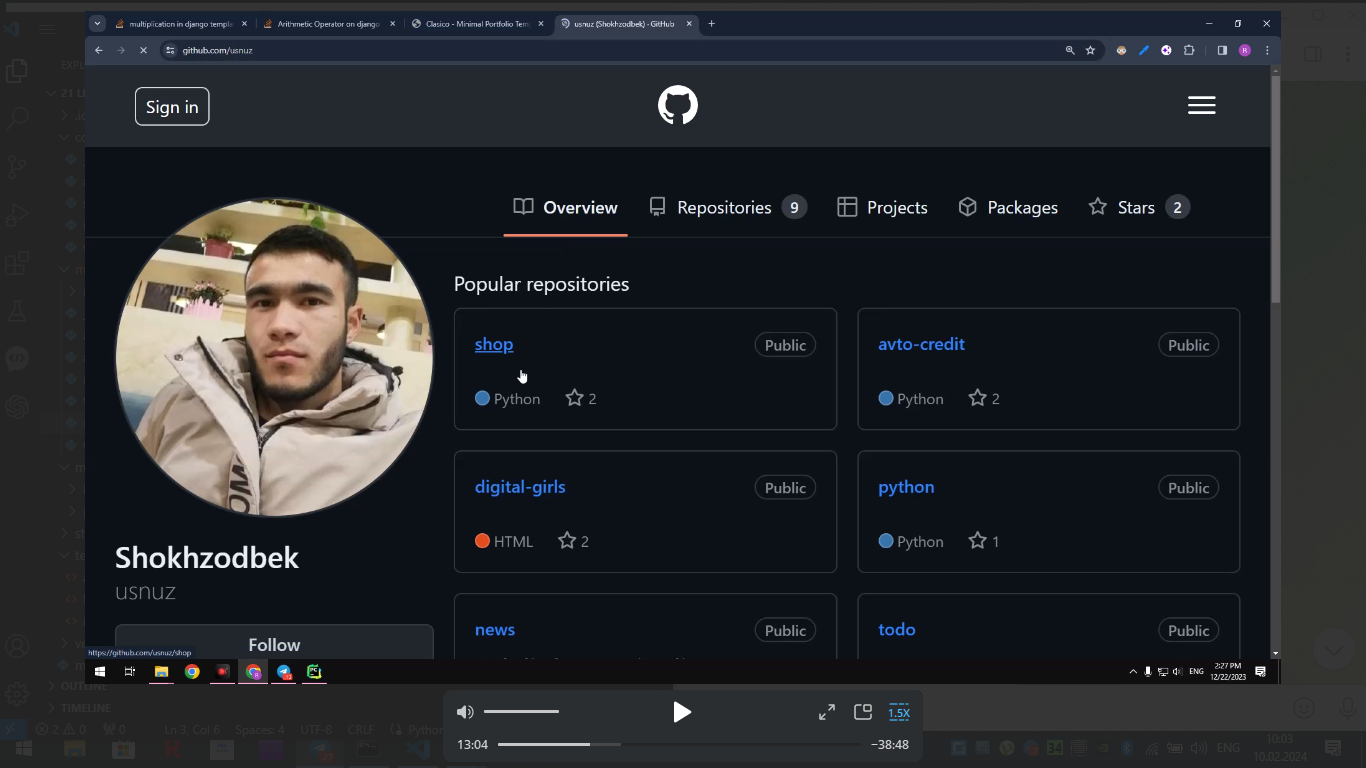 multiplication in django templa
Arithmetic Operator on django
Clasico - Minimal Portfolio Tem
usnuz (Shokhzodbek) · GitHub
github.com/usnuz
R
Sign in
Overview
Repositories 9
Projects
Packages
Stars 2
Popular repositories
shop
Public
Python 2
avto-credit
Public
Python 2
digital-girls
Public
HTML 2
python
Public
Python 1
Shokhzodbek
usnuz
Follow
news
Public
todo
Public
https://github.com/usnuz/shop
ENG
2:27 PM
12/22/2023
OUTLINE
TIMELINE
1.5X
13:04
−38:48
2 0 0
Ln 3, Col 6
Spaces: 4
UTF-8
CRLF
Python
34
ENG
10:03
10.02.2024